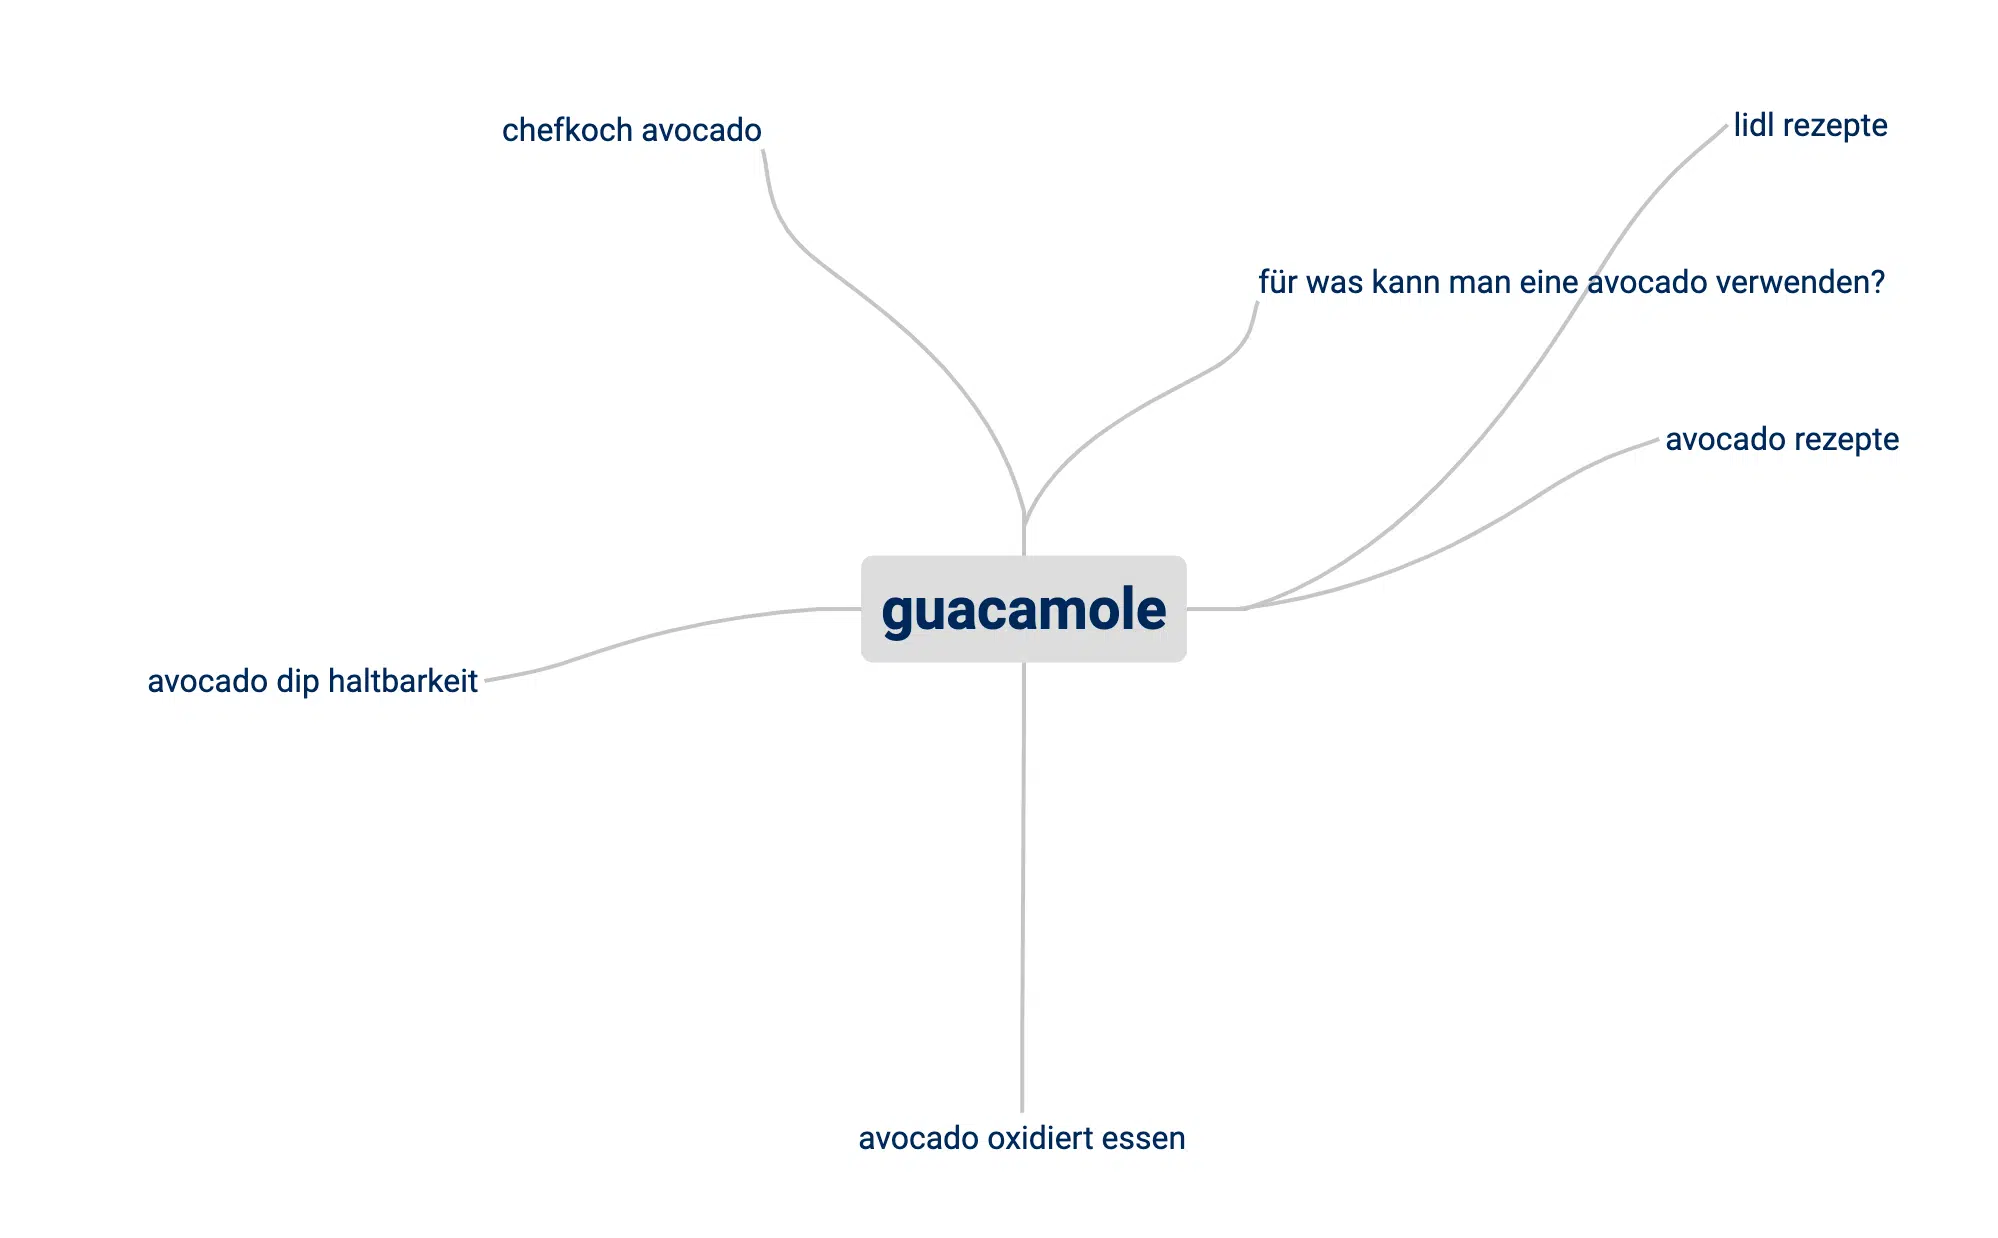 chefkoch avocado
lidl rezepte
für was kann man eine avocado verwenden?
avocado rezepte
guacamole
avocado dip haltbarkeit
avocado oxidiert essen